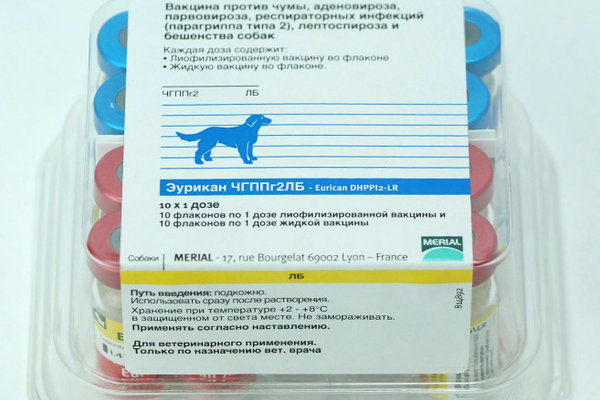 Вакцина против чумы, аденовироза,
парвовироза, респираторных инфекций
(парагриппа типа 2), лептоспироза и
бешенства собак
Каждая доза содержит:
• Лиофилизированную вакцину во флаконе
• Жидкую вакцину во флаконе.
ЧГППг2 ЛБ
Эурикан ЧГППг2ЛБ - Eurican DHPPI2-LR
10 x 1 дозе
10 флаконов по 1 дозе лиофилизированной вакцины и
10 флаконов по 1 дозе жидкой вакцины
MERIAL
Собаки MERIAL - 17, rue Bourgelat 69002 Lyon – France
ЛБ
Путь введения: подкожно.
Использовать сразу после растворения.
Хранение при температуре +2 - +8°C
в защищенном от света месте. Не замораживать.
Применять согласно наставлению.
Для ветеринарного применения.
Только по назначению вет. врача
814892